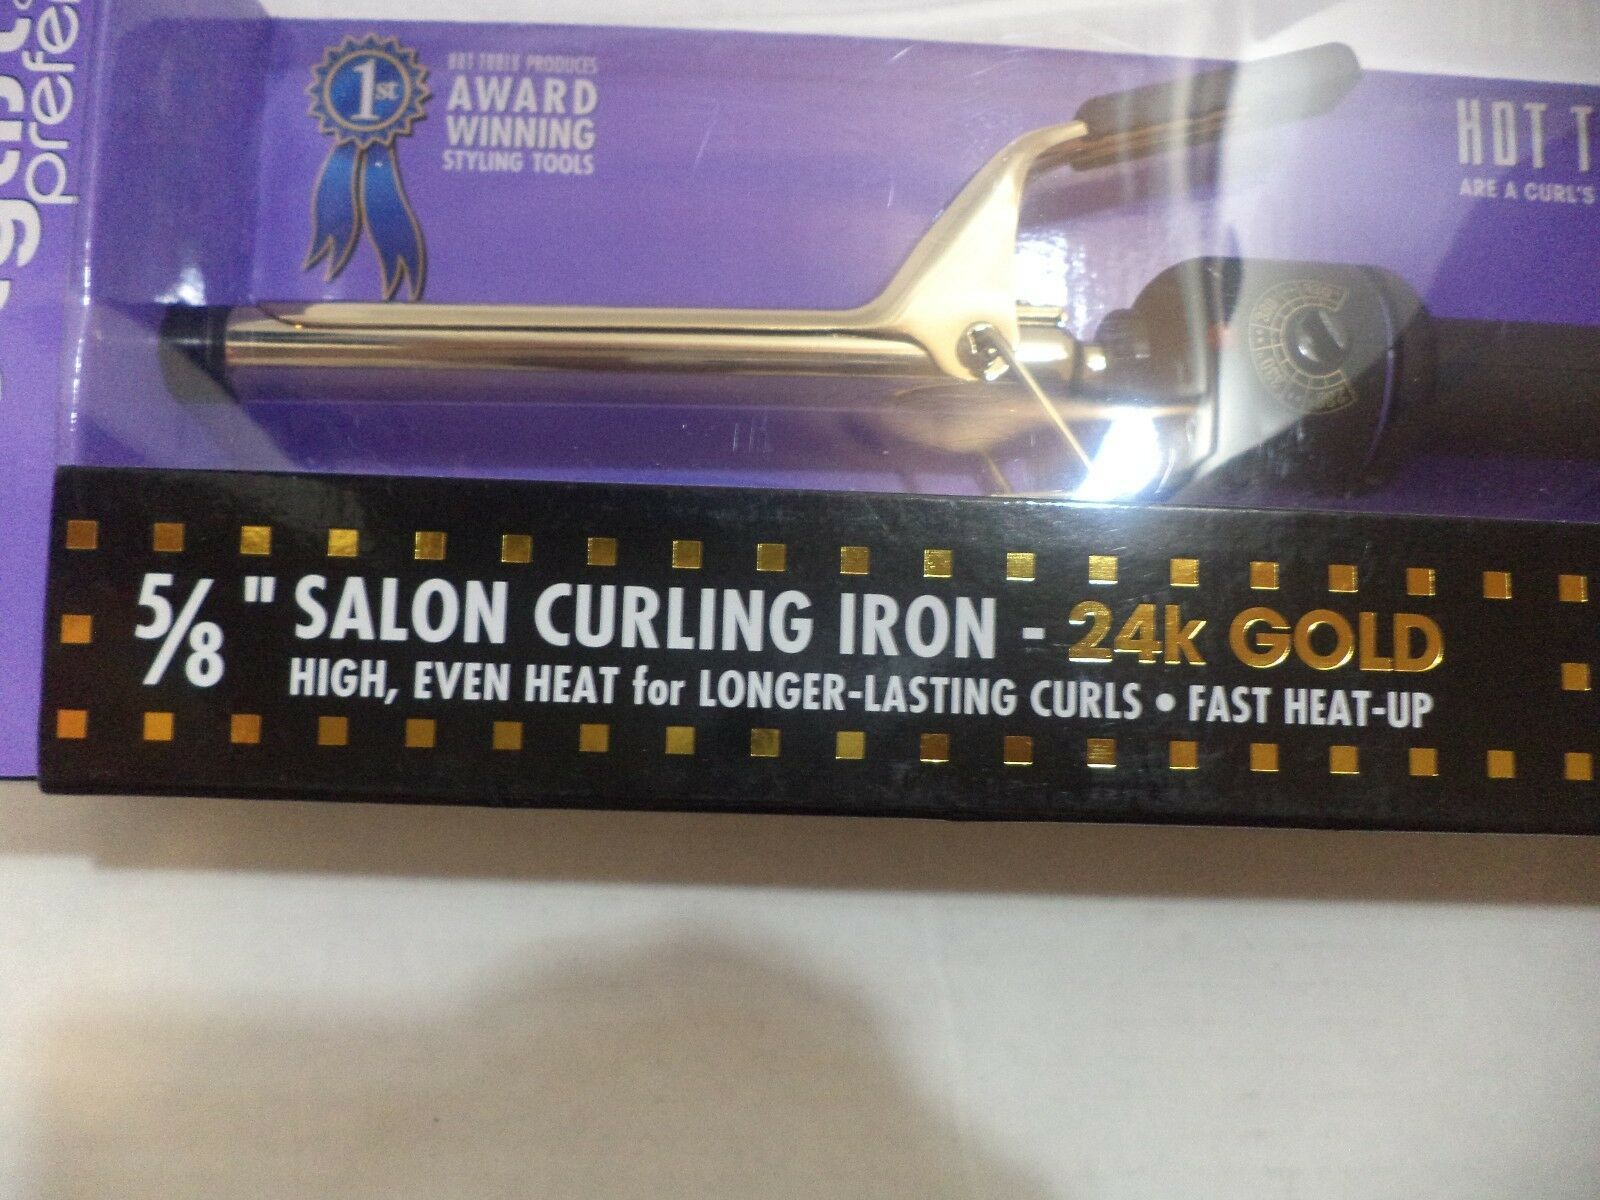 prefe
1st
HOT TOOLS PRODUCES
AWARD
WINNING
STYLING TOOLS
HOT T
ARE A CURL'S
5/8" SALON CURLING IRON - 24k GOLD
HIGH, EVEN HEAT for LONGER-LASTING CURLS • FAST HEAT-UP